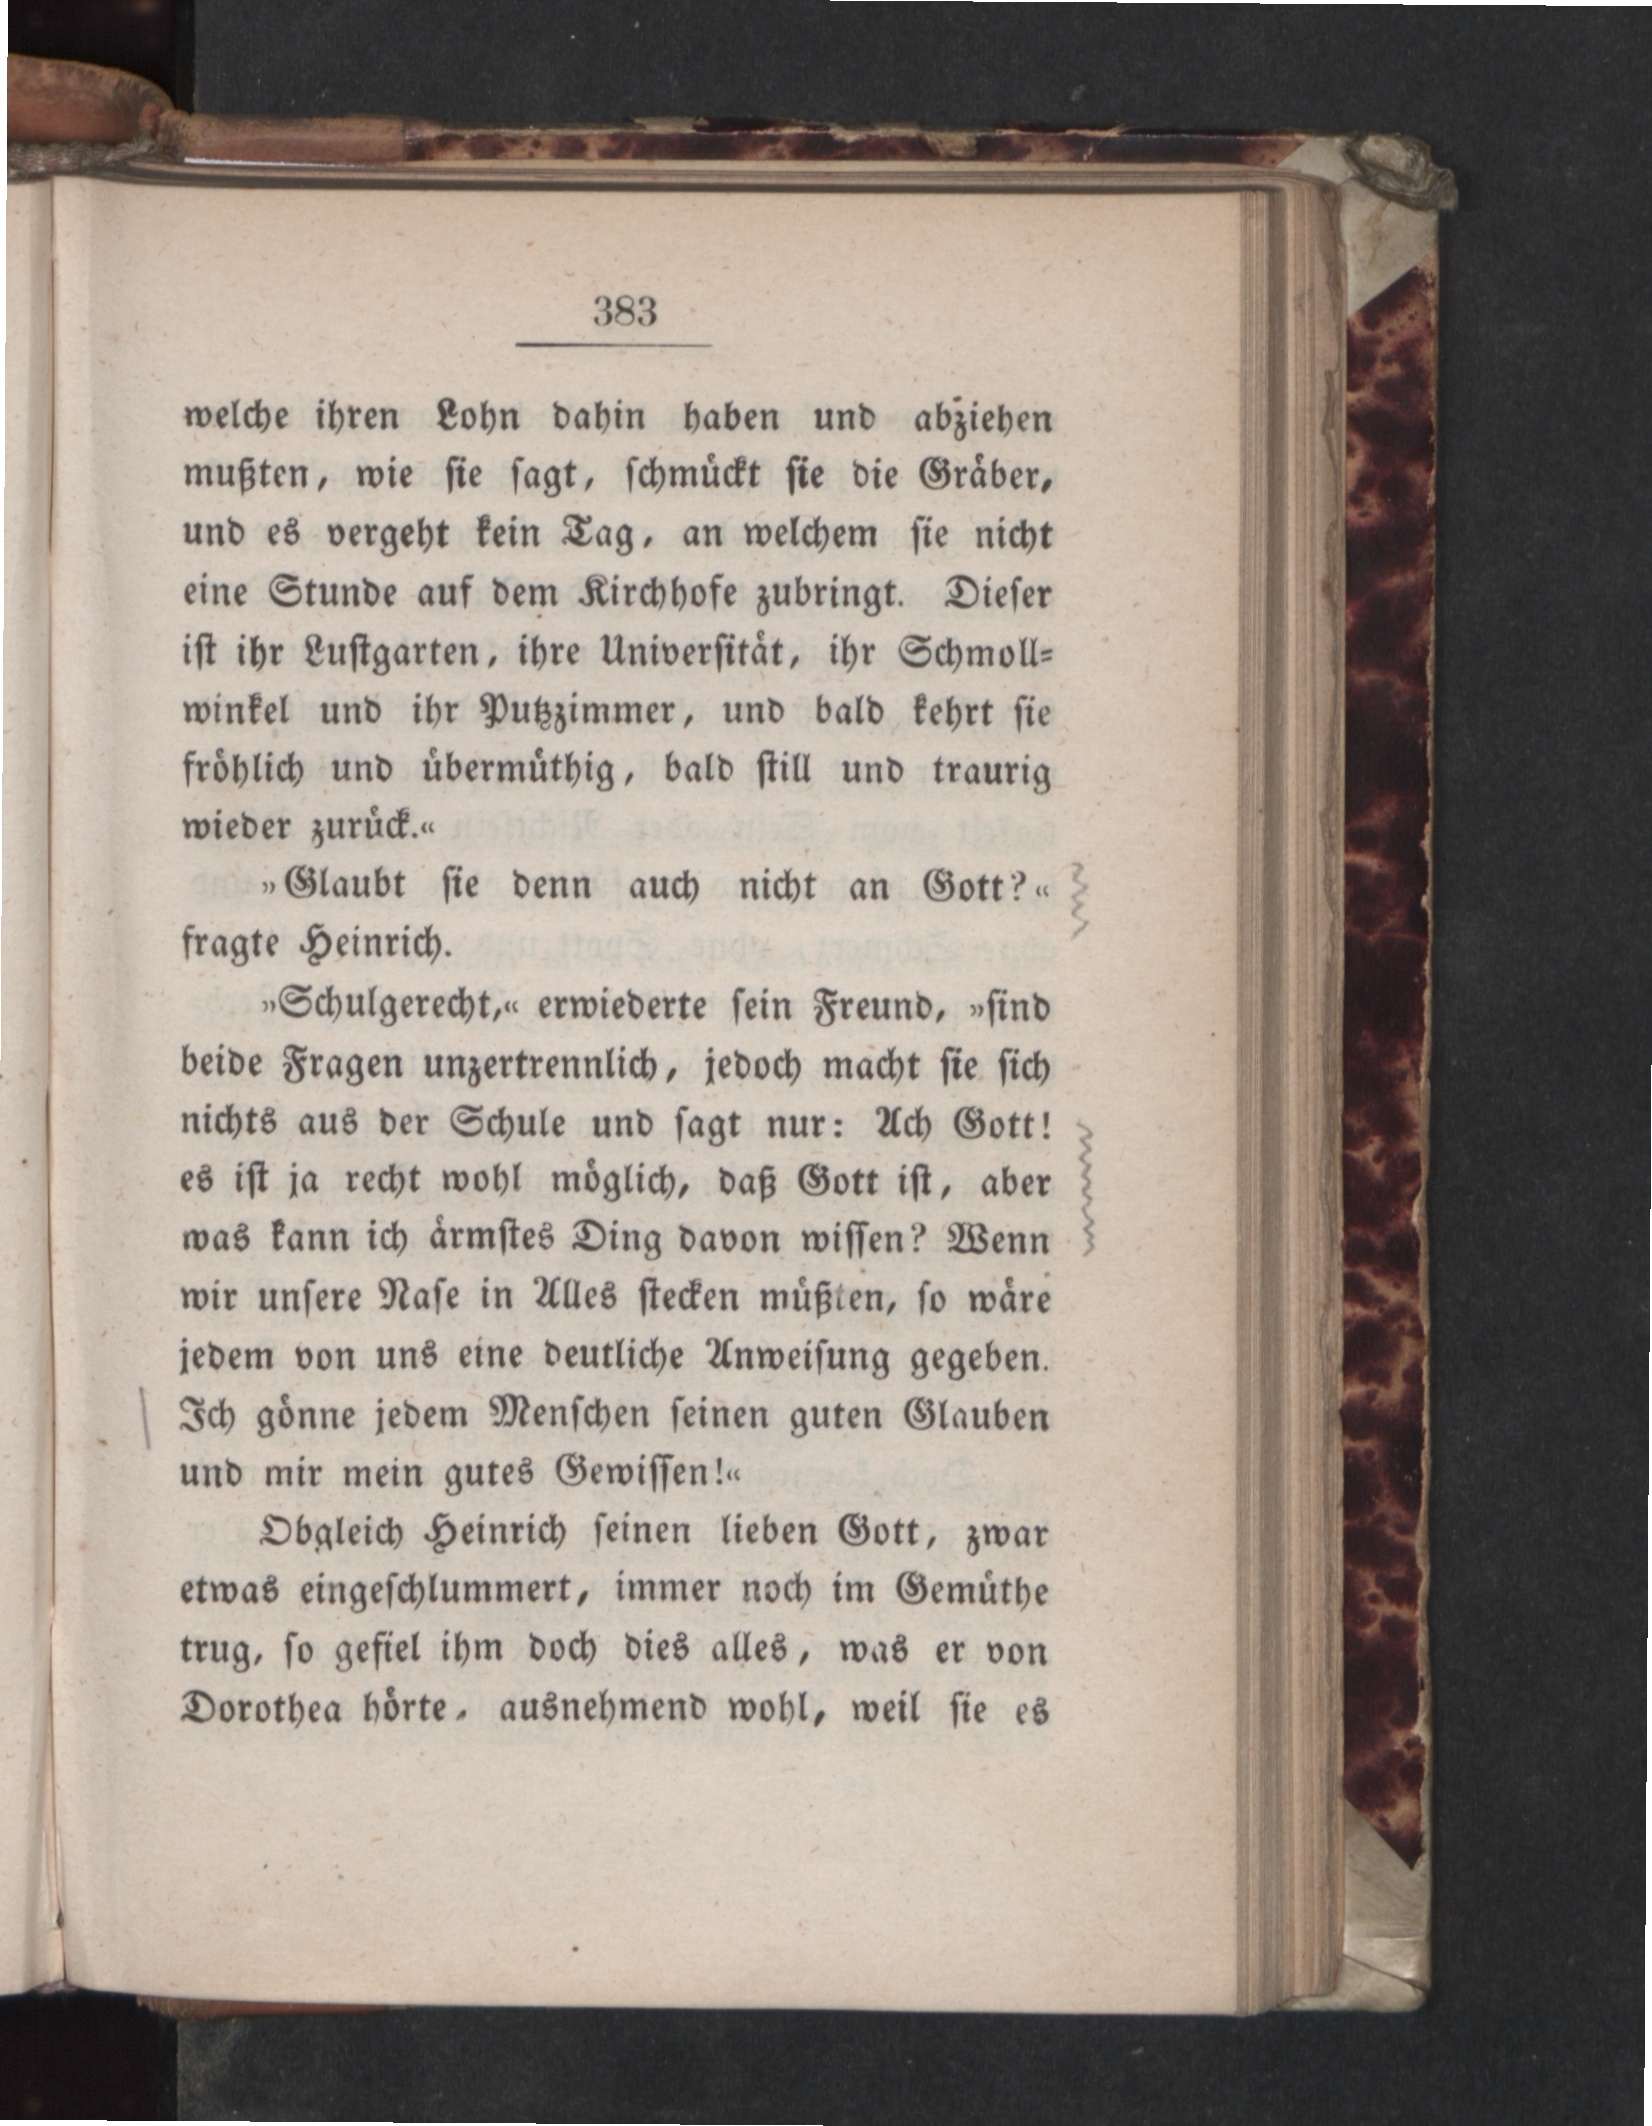 383
welche ihren Lohn dahin haben und abziehen
mußten, wie sie sagt, schmückt sie die Gräber,
und es vergeht kein Tag, an welchem sie nicht
eine Stunde auf dem Kirchhofe zubringt. Dieser
ist ihr Lustgarten, ihre Universität, ihr Schmoll=
winkel und ihr Putzzimmer, und bald kehrt sie
fröhlich und übermüthig, bald still und traurig
wieder zurück.«
»Glaubt sie denn auch nicht an Gott?«
fragte Heinrich.
»Schulgerecht,« erwiederte sein Freund, »sind
beide Fragen unzertrennlich, jedoch macht sie sich
nichts aus der Schule und sagt nur: Ach Gott!
es ist ja recht wohl möglich, daß Gott ist, aber
was kann ich ärmstes Ding davon wissen? Wenn
wir unsere Nase in Alles stecken müßten, so wäre
jedem von uns eine deutliche Anweisung gegeben.
Ich gönne jedem Menschen seinen guten Glauben
und mir mein gutes Gewissen!«
Obgleich Heinrich seinen lieben Gott, zwar
etwas eingeschlummert, immer noch im Gemüthe
trug, so gefiel ihm doch dies alles, was er von
Dorothea hörte, ausnehmend wohl, weil sie es